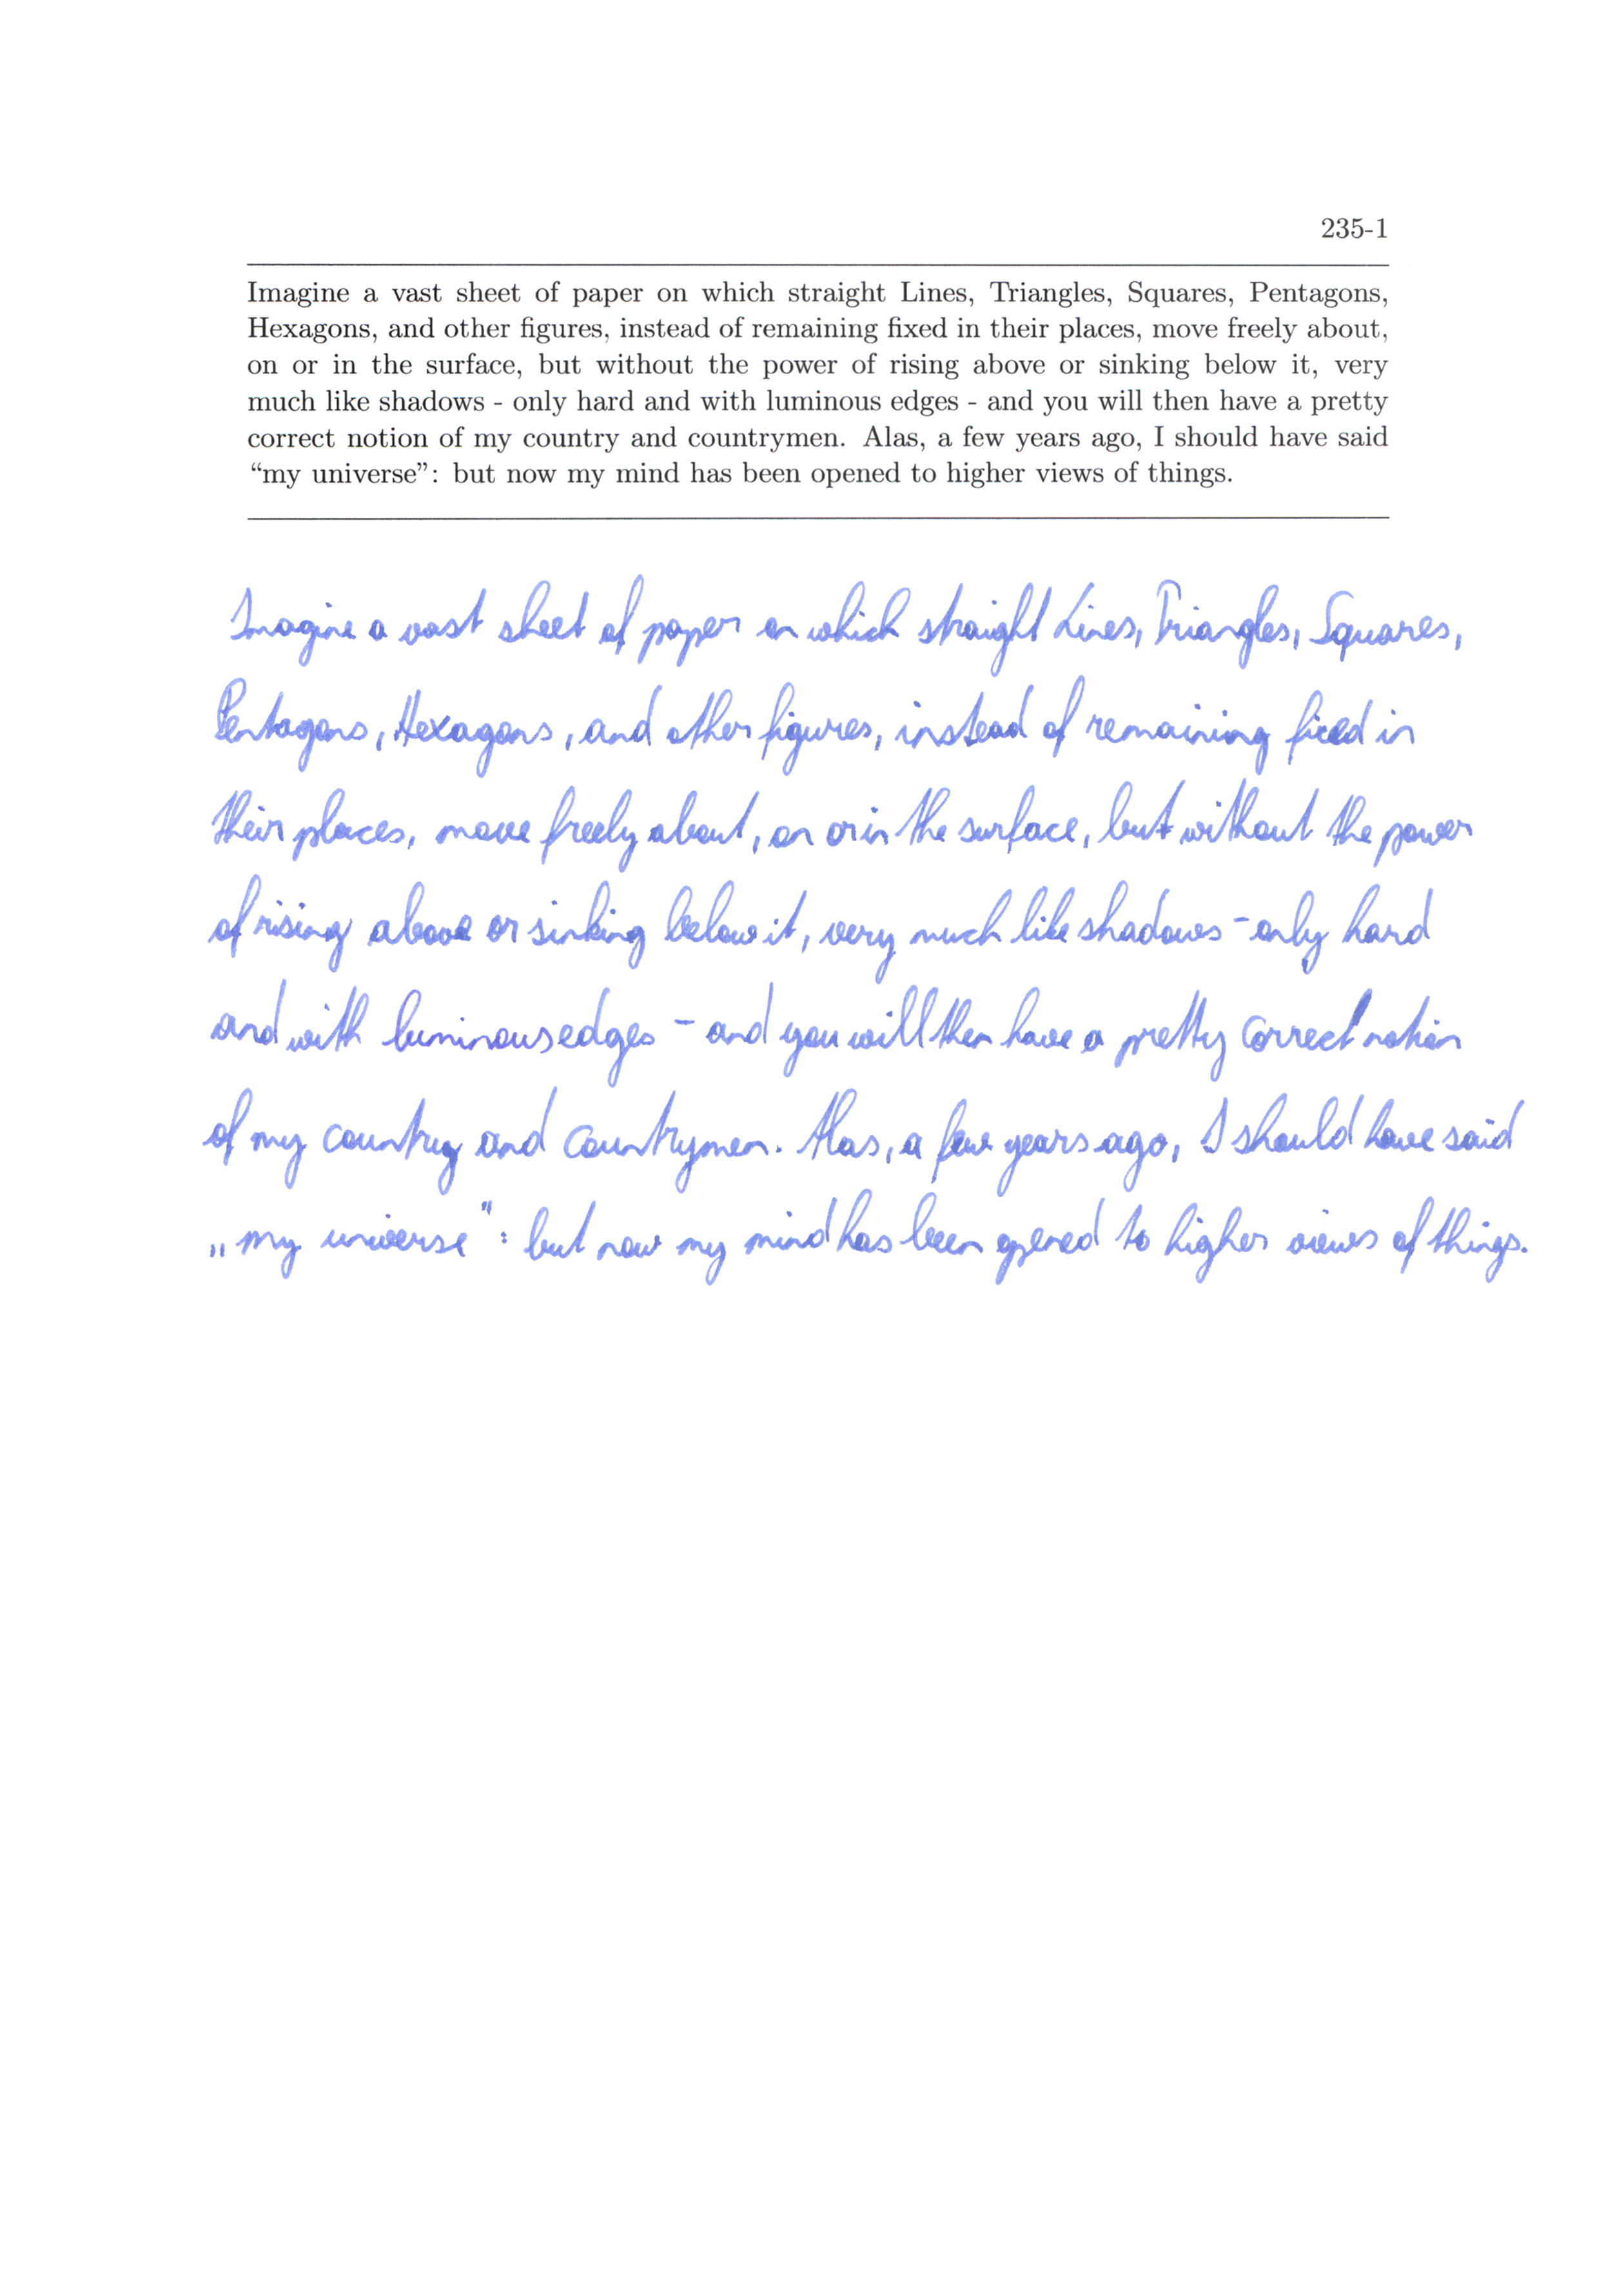 235-1
Imagine a vast sheet of paper on which straight Lines, Triangles, Squares, Pentagons,
Hexagons, and other figures, instead of remaining fixed in their places, move freely about,
on or in the surface, but without the power of rising above or sinking below it, very
much like shadows - only hard and with luminous edges - and you will then have a pretty
correct notion of my country and countrymen. Alas, a few years ago, I should have said
“my universe”: but now my mind has been opened to higher views of things.
Imagine a vast sheet of paper on which straight Lines, Triangles, Squares,
Pentagons, Hexagons, and other figures, instead of remaining fixed in
their places, move freely about, on or in the surface, but without the power
of rising above or sinking below it, very much like shadows - only hard
and with luminous edges - and you will then have a pretty correct notion
of my country and countrymen. Alas, a few years ago, I should have said
„my universe”: but now my mind has been opened to higher views of things.